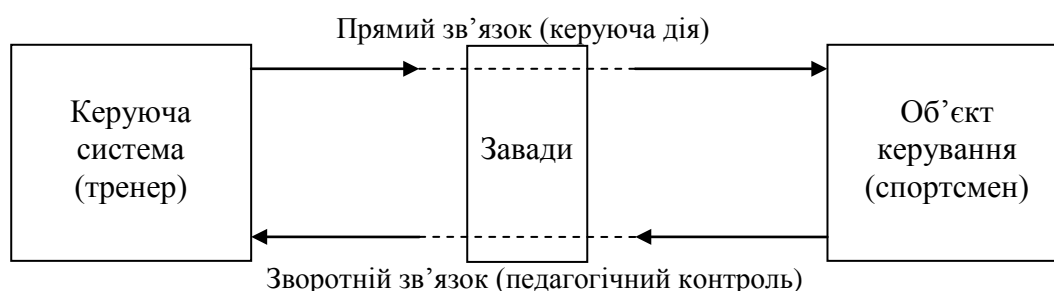 Прямий зв’язок (керуюча дія)
Керуюча
система
(тренер)
Завади
Об’єкт
керування
(спортсмен)
Зворотній зв’язок (педагогічний контроль)